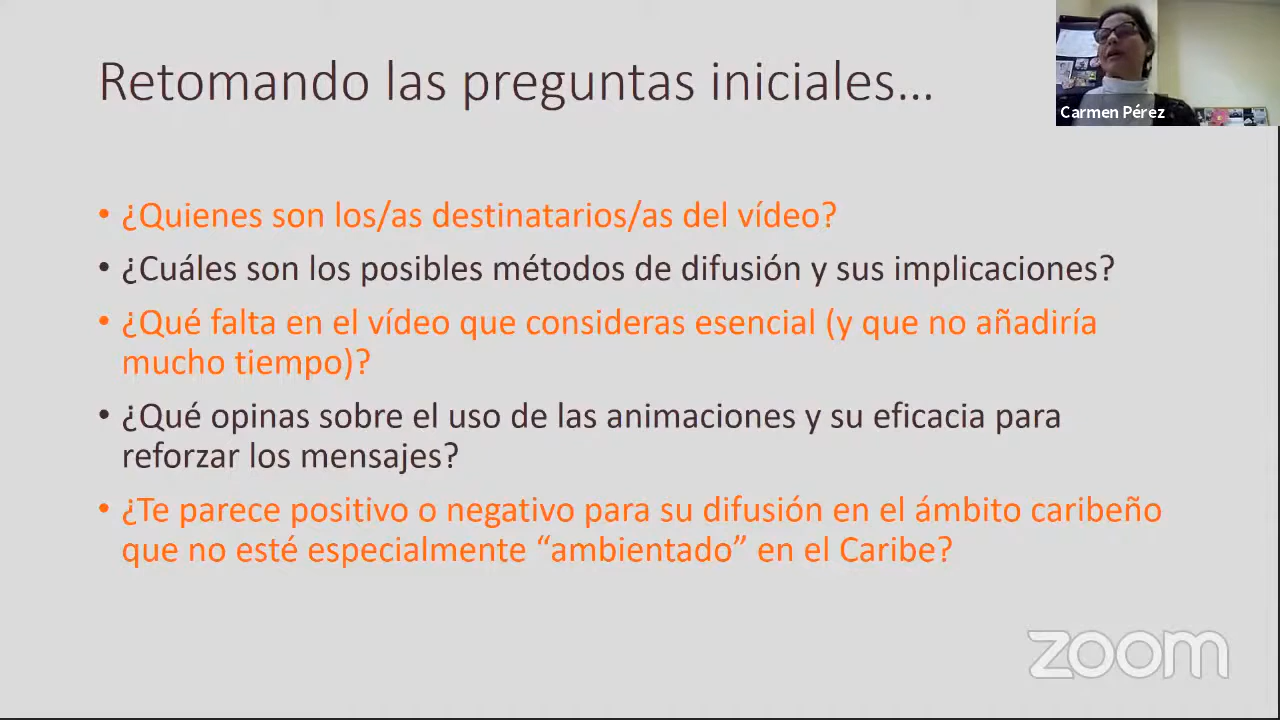 Retomando las preguntas iniciales...
Carmen Pérez
• ¿Quienes son los/as destinatarios/as del vídeo?
• ¿Cuáles son los posibles métodos de difusión y sus implicaciones?
• ¿Qué falta en el vídeo que consideras esencial (y que no añadiría
mucho tiempo)?
• ¿Qué opinas sobre el uso de las animaciones y su eficacia para
reforzar los mensajes?
• ¿Te parece positivo o negativo para su difusión en el ámbito caribeño
que no esté especialmente “ambientado” en el Caribe?
zoom